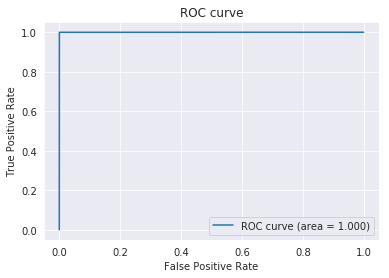 ROC curve
1.0
0.8
0.6
0.4
0.2
0.0
True Positive Rate
ROC curve (area = 1.000)
0.0 0.2 0.4 0.6 0.8 1.0
False Positive Rate